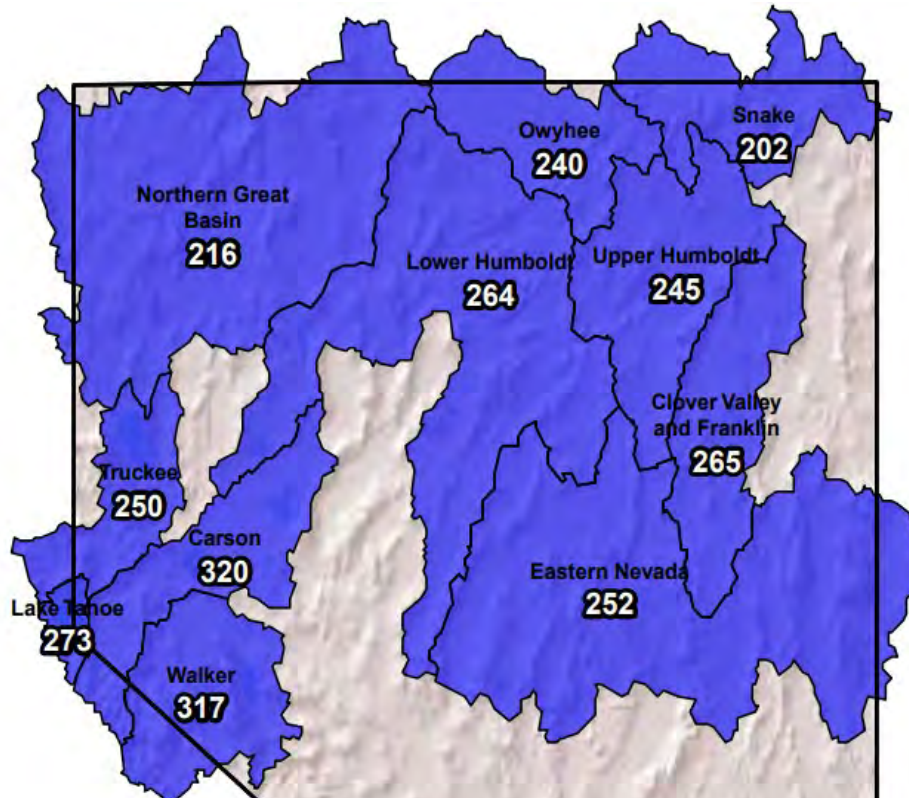 Snake
202
Owyhee
240
Northern Great
Basin
216
Lower Humboldt
264
Upper Humboldt
245
Clover Valley
and Franklin
265
Truckee
250
Carson
320
Eastern Nevada
252
Lake Tahoe
273
Walker
317